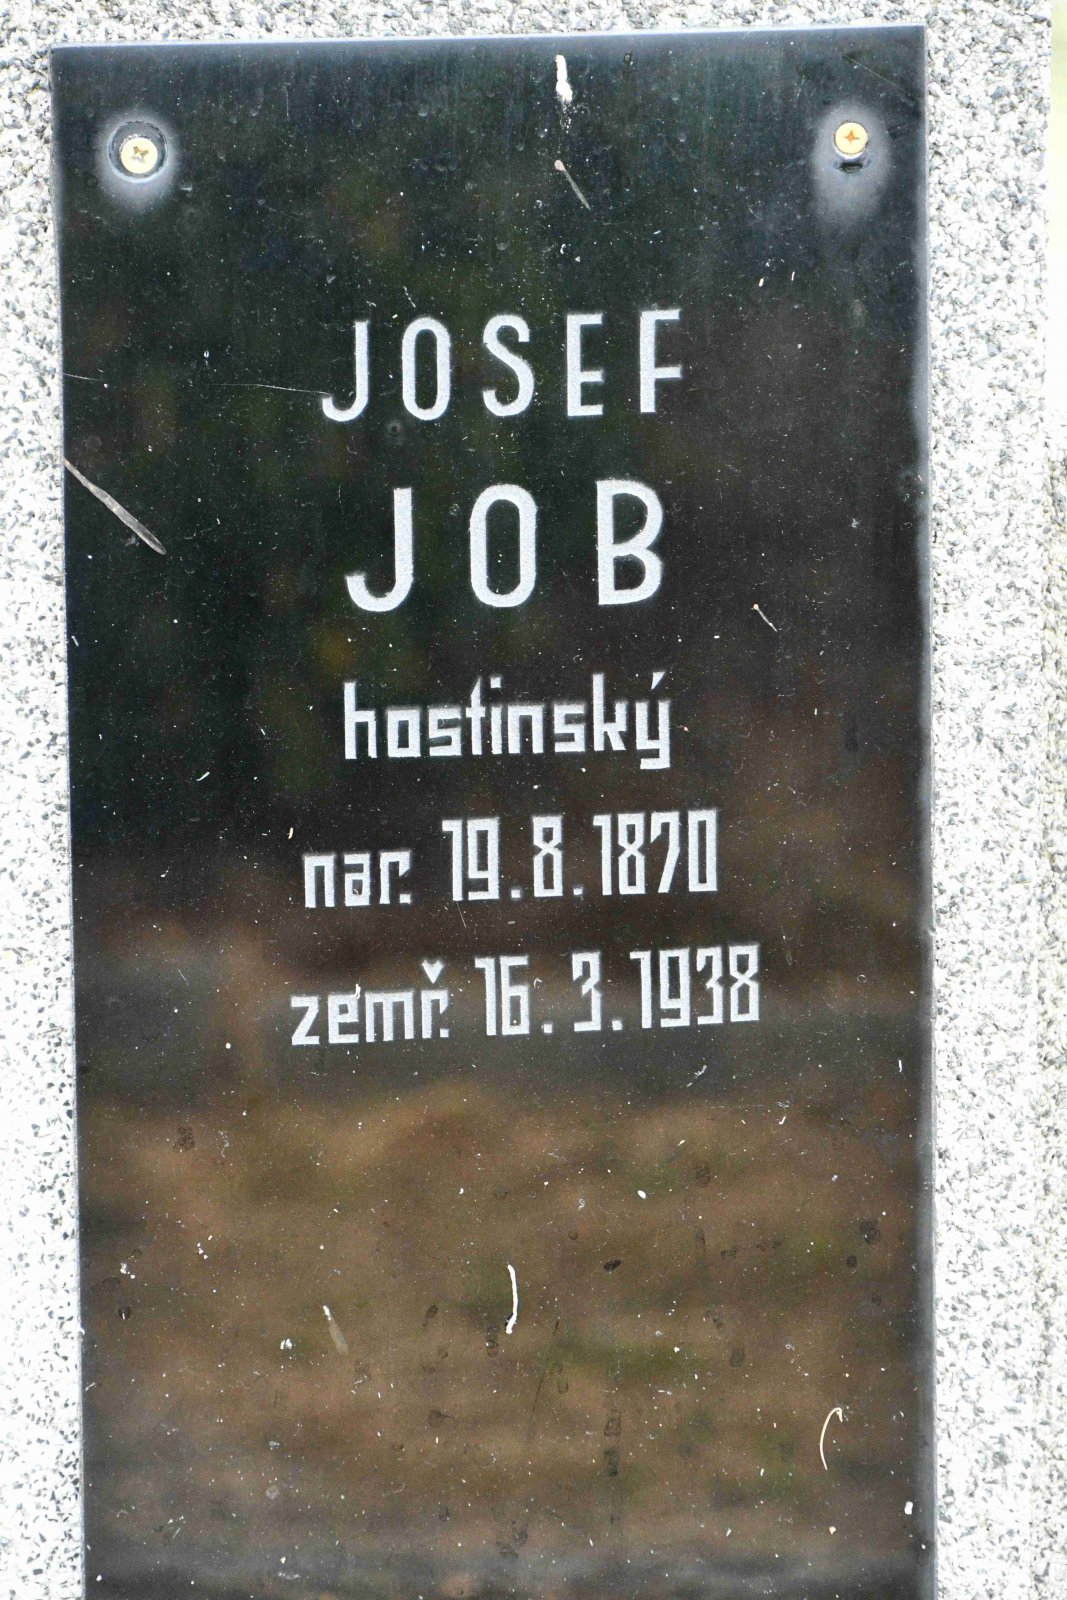 JOSEF
JOB
hostinský
nar. 19.8.1870
zemř. 16.3.1938